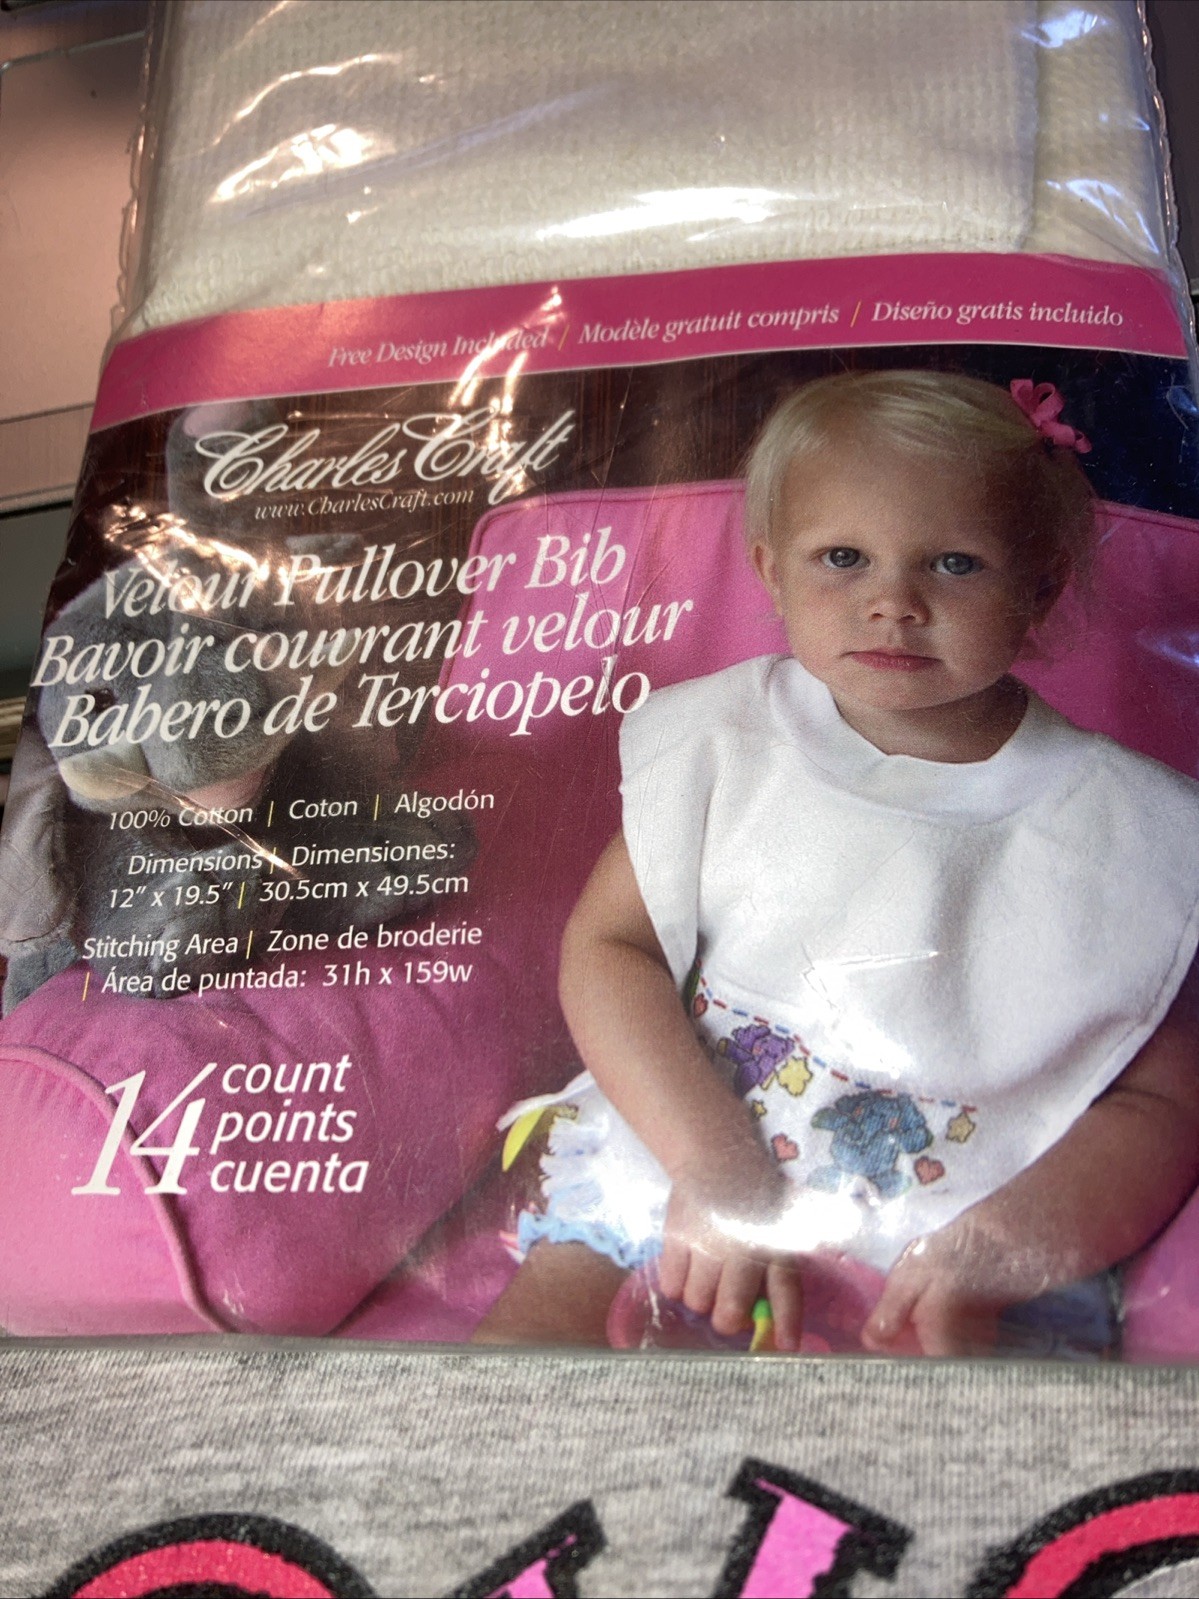 Free Design Included / Modèle gratuit compris / Diseño gratis incluido
Charles Craft
www.CharlesCraft.com
Velour Pullover Bib
Bavoir couvrant velour
Babero de Terciopelo
100% Cotton | Coton | Algodón
Dimensions | Dimensiones:
12" x 19.5" | 30.5cm x 49.5cm
Stitching Area | Zone de broderie
| Área de puntada: 31h x 159w
14 count
points
cuenta